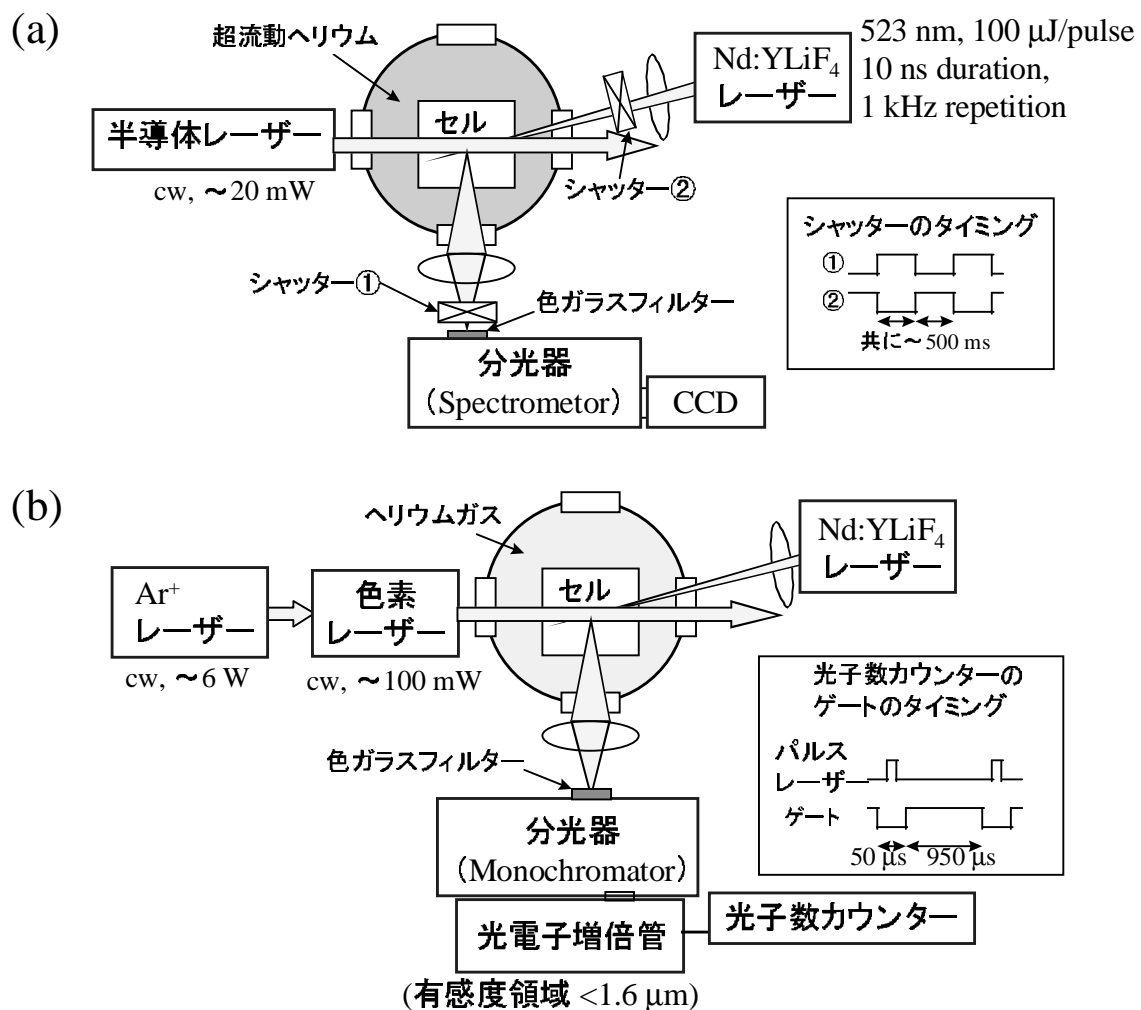 (a)
超流動ヘリウム
Nd:YLiF4
レーザー
523 nm, 100 μJ/pulse
10 ns duration,
1 kHz repetition
半導体レーザー
cw, ~20 mW
セル
シャッター②
シャッターのタイミング
①
②
共に~500 ms
シャッター①
色ガラスフィルター
分光器
(Spectrometor)
CCD
(b)
ヘリウムガス
Nd:YLiF4
レーザー
Ar+
レーザー
cw, ~6 W
色素
レーザー
cw, ~100 mW
セル
光子数カウンターの
ゲートのタイミング
パルス
レーザー
ゲート
50 μs 950 μs
色ガラスフィルター
分光器
(Monochromator)
光電子増倍管
光子数カウンター
(有感度領域 <1.6 μm)